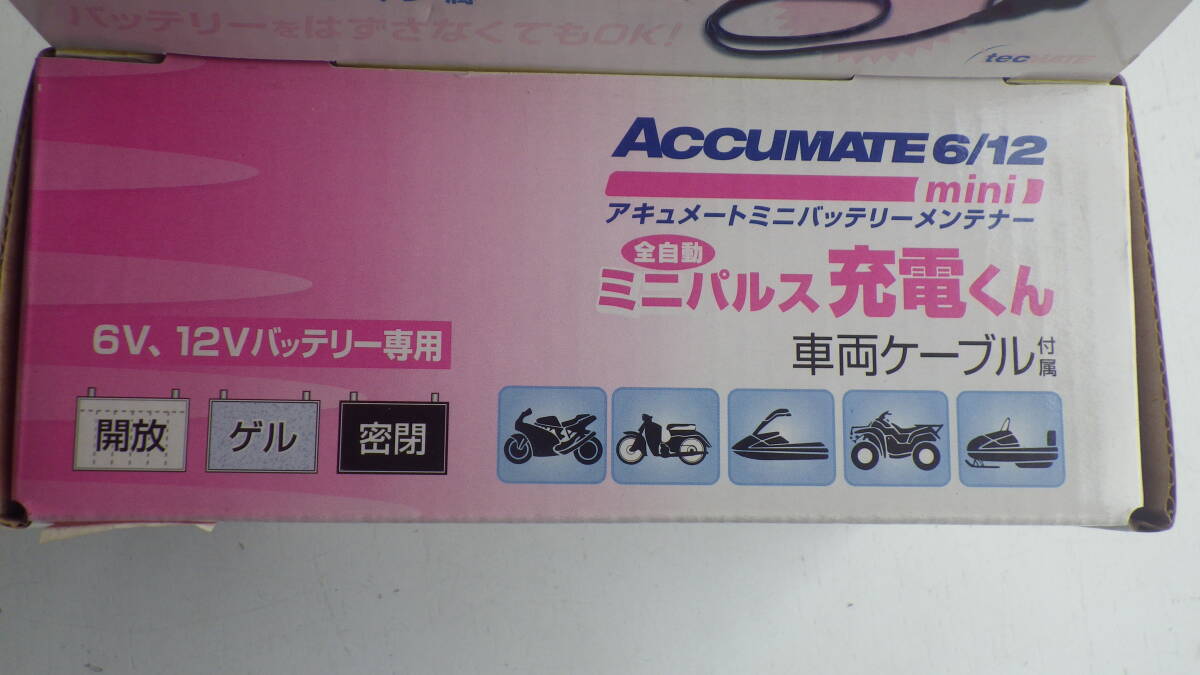 バッテリーをはずさなくてもOK!
tecMATE
ACCUMATE 6/12
mini
アキュメートミニバッテリーメンテナー
全自動
ミニパルス充電くん
車両ケーブル付属
6V、12Vバッテリー専用
開放 ゲル 密閉